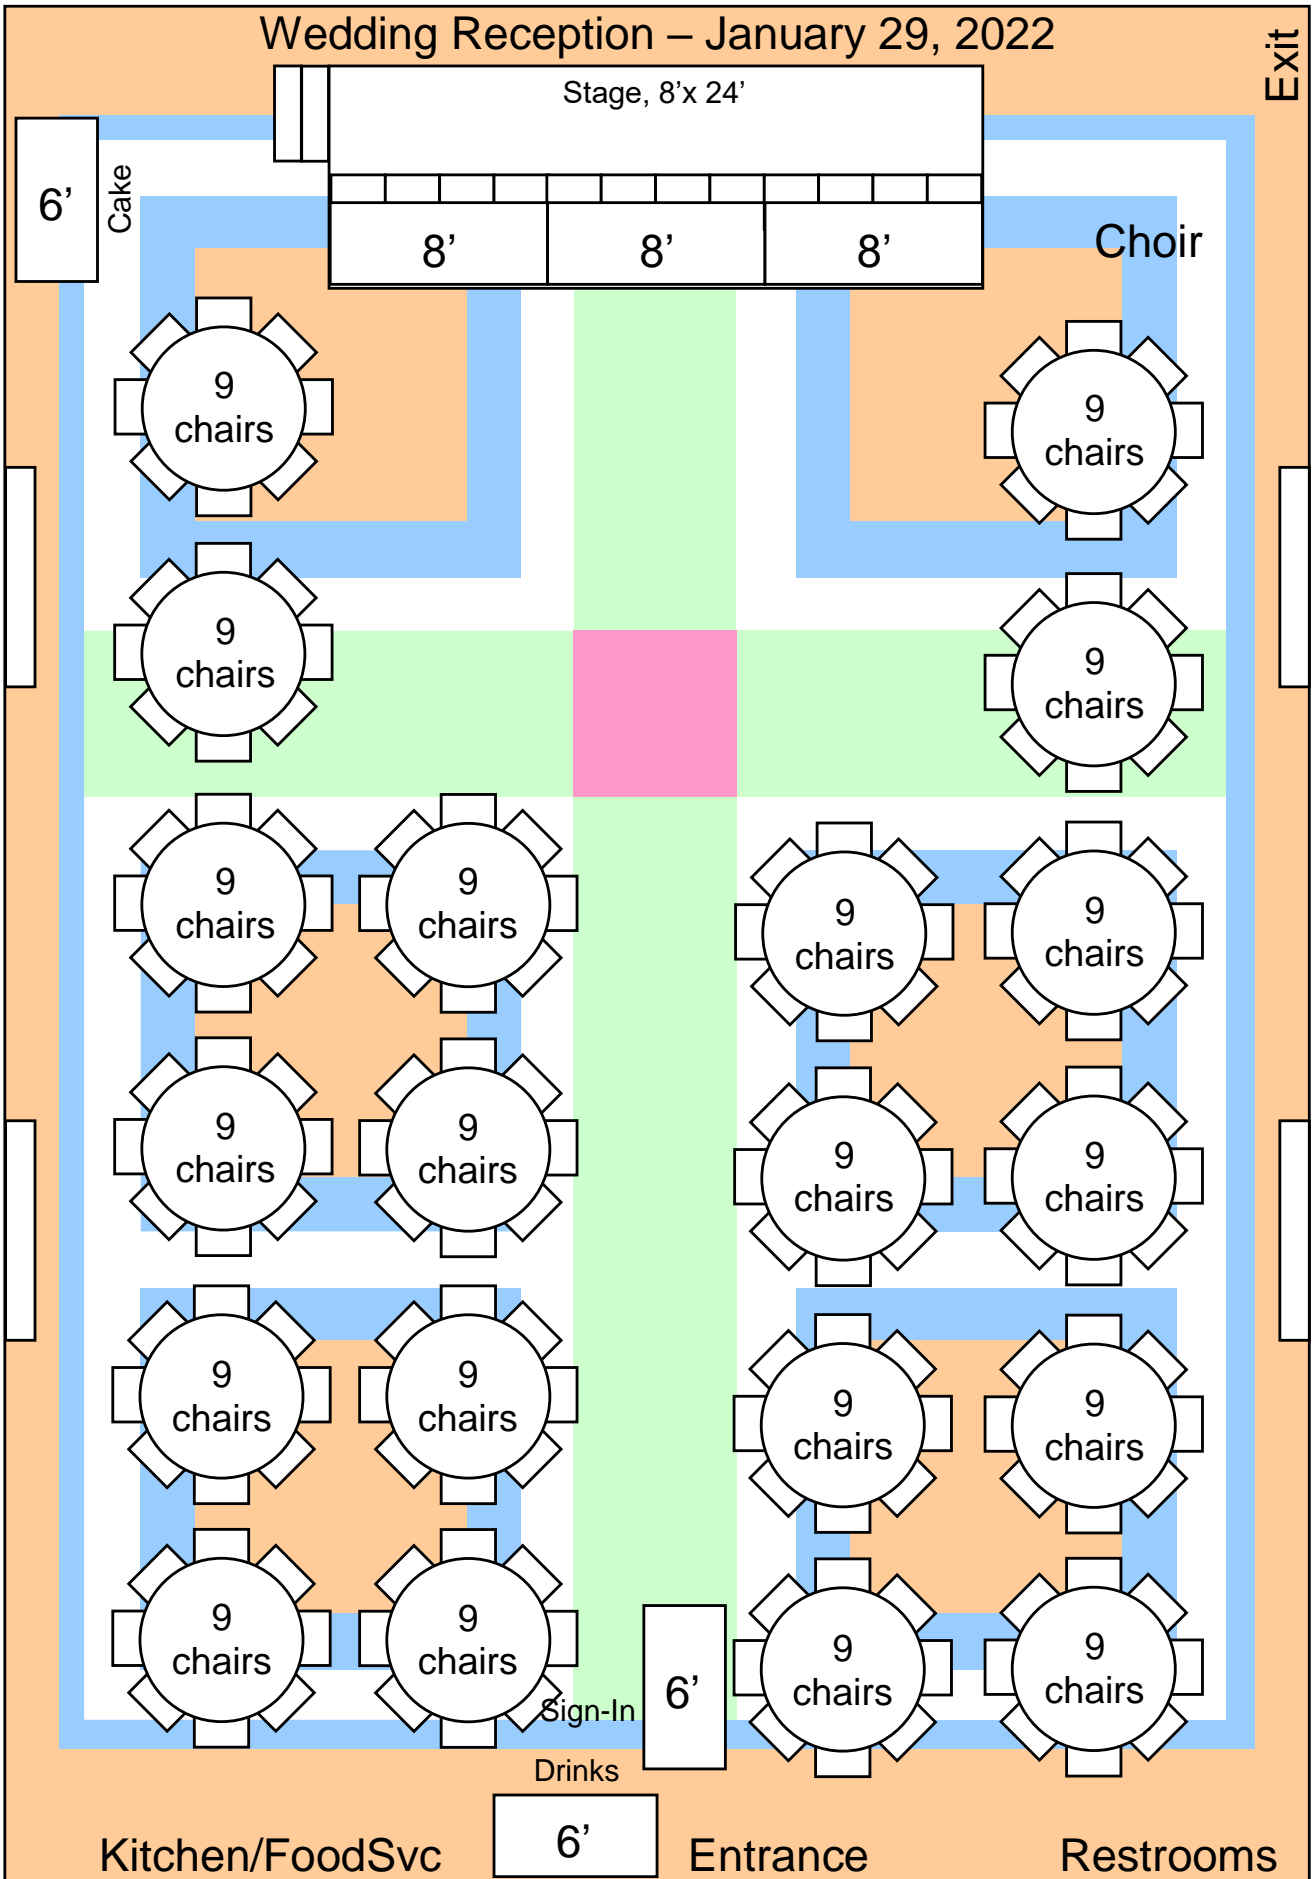 Wedding Reception – January 29, 2022
Exit
Stage, 8’x 24’
6’
Cake
8’
8’
8’
Choir
9
chairs
9
chairs
9
chairs
9
chairs
9
chairs
9
chairs
9
chairs
9
chairs
9
chairs
9
chairs
9
chairs
9
chairs
9
chairs
9
chairs
9
chairs
9
chairs
9
chairs
9
chairs
9
chairs
9
chairs
Sign-In
6’
Drinks
6’
Kitchen/FoodSvc
Entrance
Restrooms